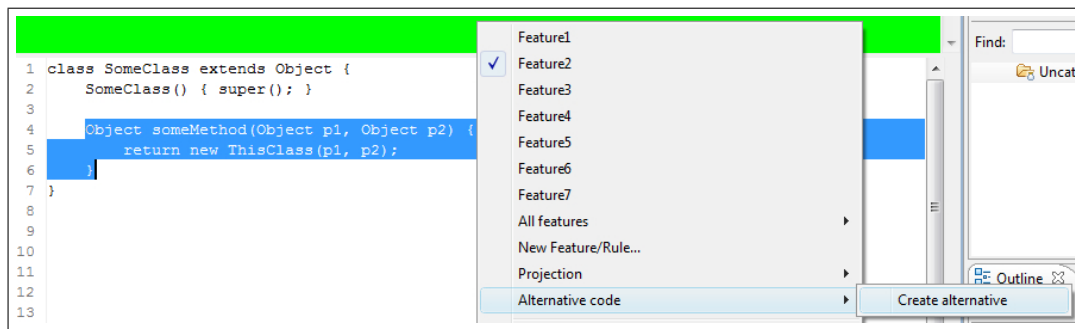 Feature1
Find:
1 class SomeClass extends Object {
✓ Feature2
Uncat
2 SomeClass() { super(); }
Feature3
3
4 Object someMethod(Object p1, Object p2) {
Feature4
5 return new ThisClass(p1, p2);
Feature5
6 }
Feature6
7 }
Feature7
8
All features
9
New Feature/Rule...
10
11
Projection
Outline
12
Alternative code
Create alternative
13